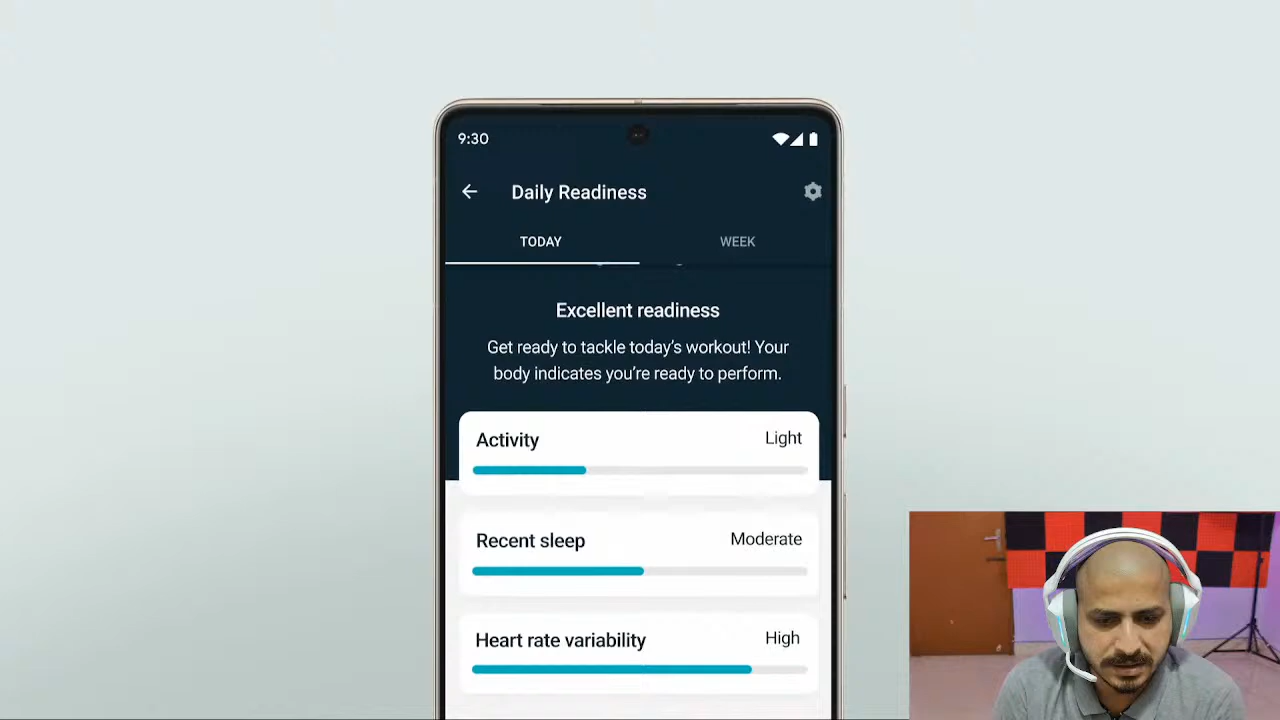 9:30
Daily Readiness
TODAY
WEEK
Excellent readiness
Get ready to tackle today's workout! Your
body indicates you're ready to perform.
Activity
Light
Recent sleep
Moderate
Heart rate variability
High